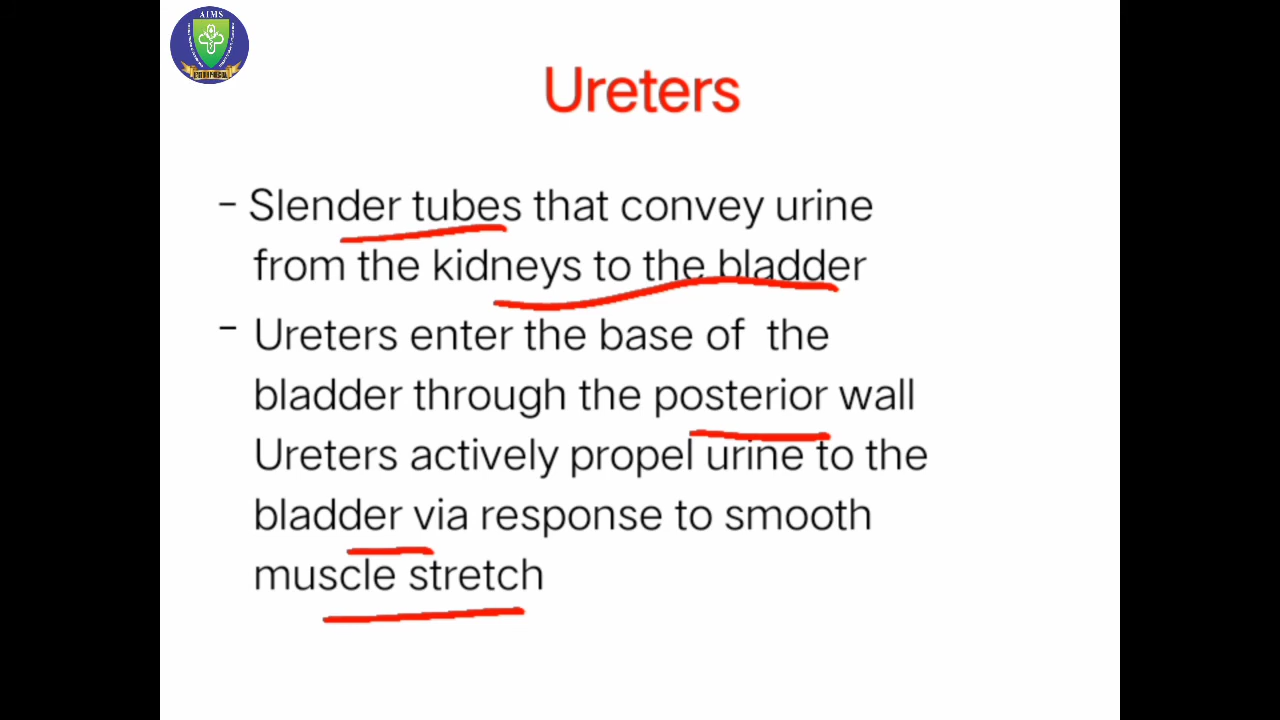 AIMS
Ureters
- Slender tubes that convey urine
from the kidneys to the bladder
- Ureters enter the base of the
bladder through the posterior wall
Ureters actively propel urine to the
bladder via response to smooth
muscle stretch